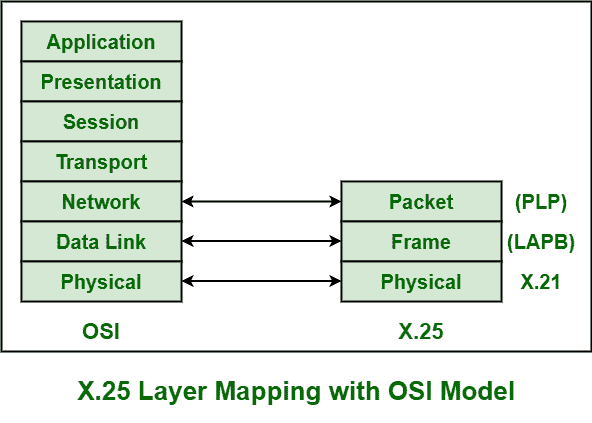 Application
Presentation
Session
Transport
Network Packet (PLP)
Data Link Frame (LAPB)
Physical Physical X.21
OSI X.25
X.25 Layer Mapping with OSI Model